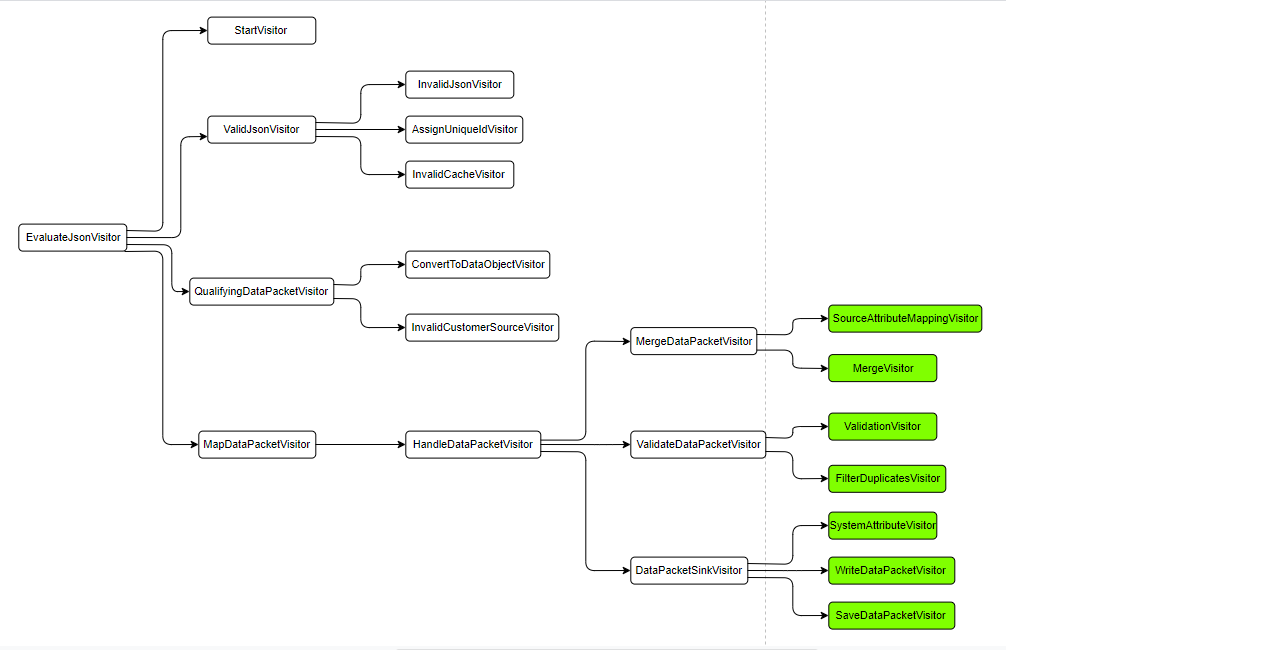 StartVisitor
InvalidJsonVisitor
ValidJsonVisitor
AssignUniqueIdVisitor
InvalidCacheVisitor
EvaluateJsonVisitor
ConvertToDataObjectVisitor
QualifyingDataPacketVisitor
InvalidCustomerSourceVisitor
SourceAttributeMappingVisitor
MergeDataPacketVisitor
MergeVisitor
ValidationVisitor
MapDataPacketVisitor
HandleDataPacketVisitor
ValidateDataPacketVisitor
FilterDuplicatesVisitor
SystemAttributeVisitor
DataPacketSinkVisitor
WriteDataPacketVisitor
SaveDataPacketVisitor